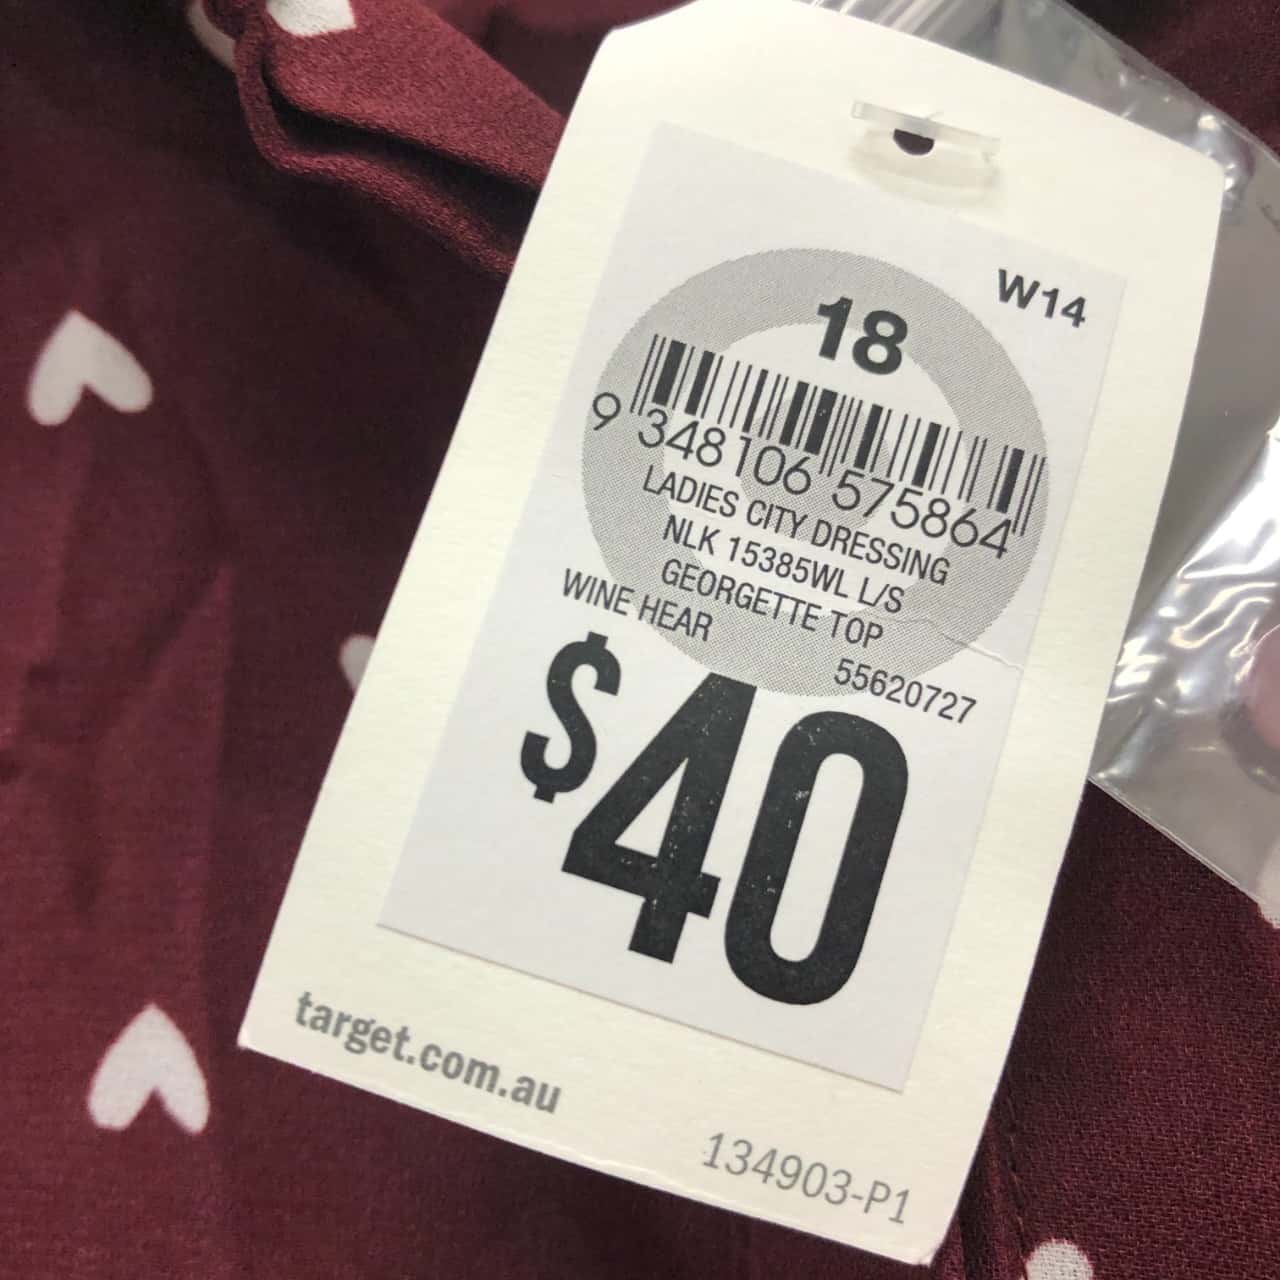 W14
18
9 348106 575864
LADIES CITY DRESSING
NLK 15385WL L/S
GEORGETTE TOP
WINE HEAR
55620727
$40
target.com.au
134903-P1